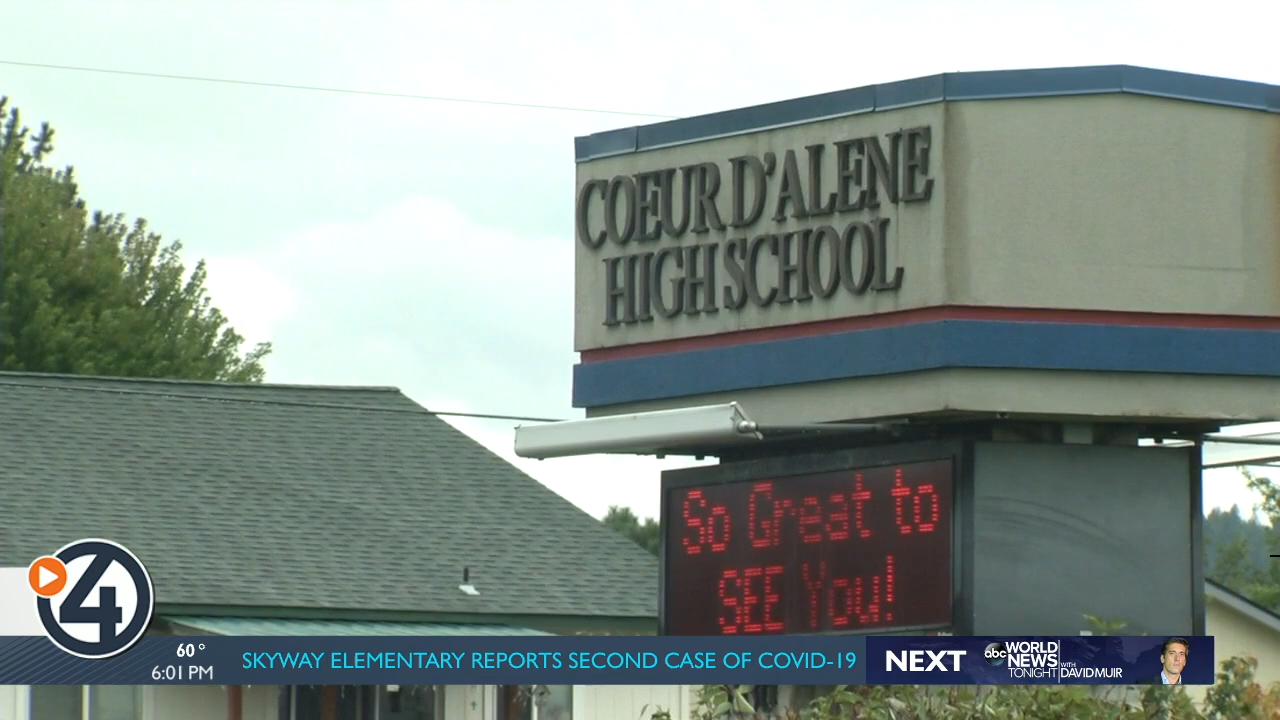 COEUR D'ALENE
HIGH SCHOOL
So Great to
SEE You!
4
60°
6:01 PM
SKYWAY ELEMENTARY REPORTS SECOND CASE OF COVID-19
NEXT
abc
WORLD
NEWS
TONIGHT
WITH
DAVID MUIR